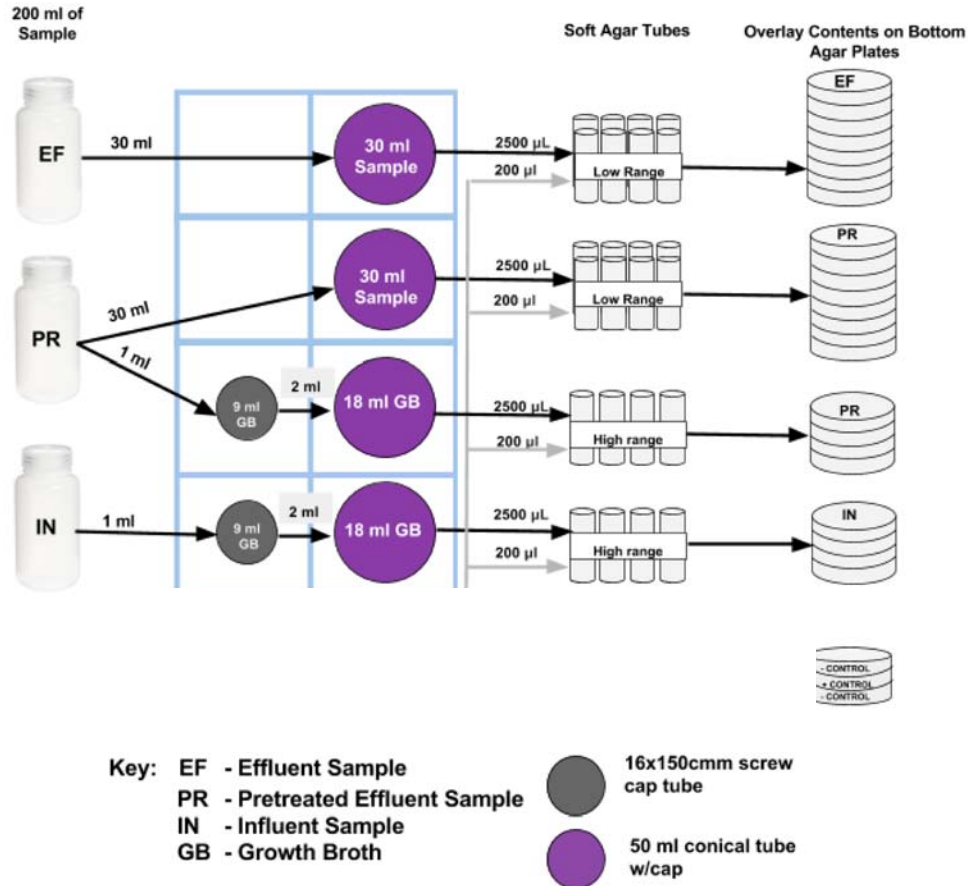 200 ml of
Sample
Soft Agar Tubes
Overlay Contents on Bottom
Agar Plates
EF
30 ml
30 ml
Sample
2500 µL
200 µl
Low Range
EF
PR
30 ml
1 ml
30 ml
Sample
2500 µL
200 µl
Low Range
PR
9 ml
GB
2 ml
18 ml GB
2500 µL
200 µl
High range
PR
IN
1 ml
9 ml
GB
2 ml
18 ml GB
2500 µL
200 µl
High range
IN
- CONTROL
+ CONTROL
- CONTROL
Key: EF - Effluent Sample
PR - Pretreated Effluent Sample
IN - Influent Sample
GB - Growth Broth
16x150cmm screw
cap tube
50 ml conical tube
w/cap